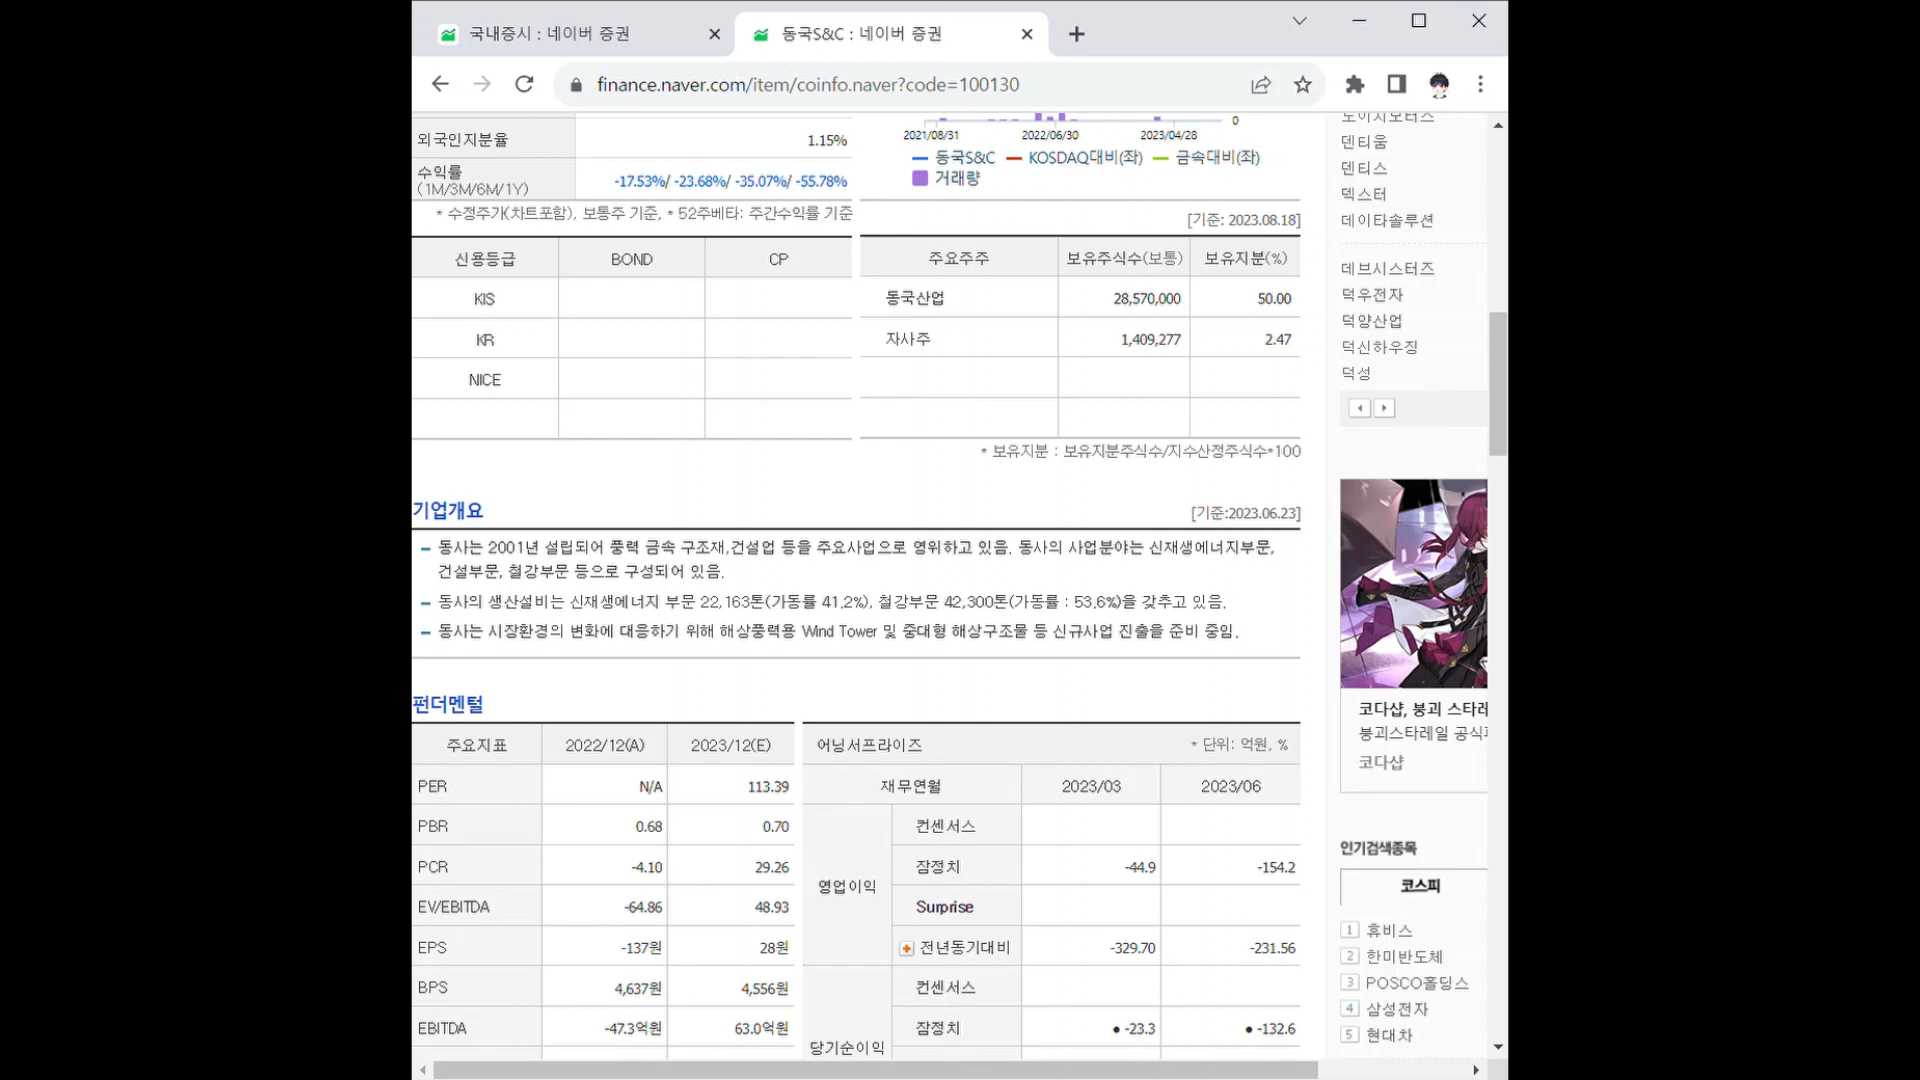 국내증시 : 네이버 증권
동국S&C : 네이버 증권
finance.naver.com/item/coinfo.naver?code=100130
외국인지분율 1.15%
수익률
(1M/3M/6M/1Y)
-17.53%/ -23.68%/ -35.07%/ -55.78%
* 수정주가(차트포함), 보통주 기준, * 52주베타: 주간수익률 기준
0
2021/08/31 2022/06/30 2023/04/28
동국S&C KOSDAQ대비(좌) 금속대비(좌)
거래량
[기준: 2023.08.18]
신용등급 BOND CP
KIS
KR
NICE
주요주주 보유주식수(보통) 보유지분(%)
동국산업 28,570,000 50.00
자사주 1,409,277 2.47
* 보유지분 : 보유지분주식수/지수산정주식수*100
기업개요 [기준:2023.06.23]
동사는 2001년 설립되어 풍력 금속 구조재,건설업 등을 주요사업으로 영위하고 있음. 동사의 사업분야는 신재생에너지부문,
건설부문, 철강부문 등으로 구성되어 있음.
동사의 생산설비는 신재생에너지 부문 22,163톤(가동률 41.2%), 철강부문 42,300톤(가동률 : 53.6%)을 갖추고 있음.
동사는 시장환경의 변화에 대응하기 위해 해상풍력용 Wind Tower 및 중대형 해상구조물 등 신규사업 진출을 준비 중임.
펀더멘털
주요지표 2022/12(A) 2023/12(E)
PER N/A 113.39
PBR 0.68 0.70
PCR -4.10 29.26
EV/EBITDA -64.86 48.93
EPS -137원 28원
BPS 4,637원 4,556원
EBITDA -47.3억원 63.0억원
어닝서프라이즈 * 단위: 억원, %
재무연월 2023/03 2023/06
영업이익
컨센서스
잠정치 -44.9 -154.2
Surprise
전년동기대비 -329.70 -231.56
당기순이익
컨센서스
잠정치 ● -23.3 ● -132.6
덴티움
덴티스
덱스터
데이타솔루션
데브시스터즈
덕우전자
덕양산업
덕신하우징
덕성
코다샵, 붕괴 스타레
붕괴스타레일 공식
코다샵
인기검색종목
코스피
1 휴비스
2 한미반도체
3 POSCO홀딩스
4 삼성전자
5 현대차